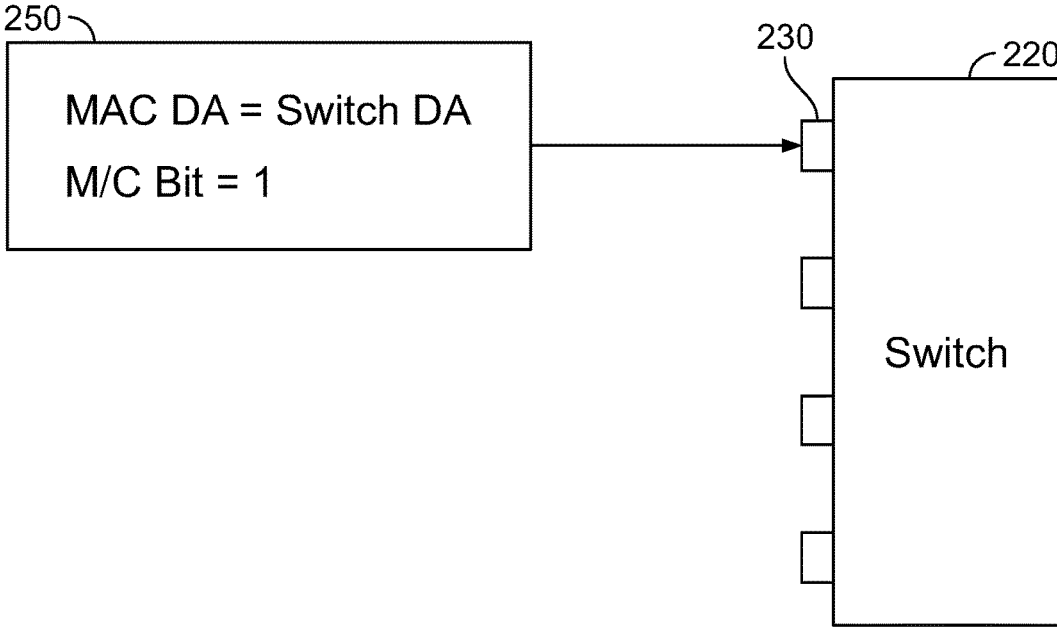 250
230
220
MAC DA = Switch DA
M/C Bit = 1
Switch